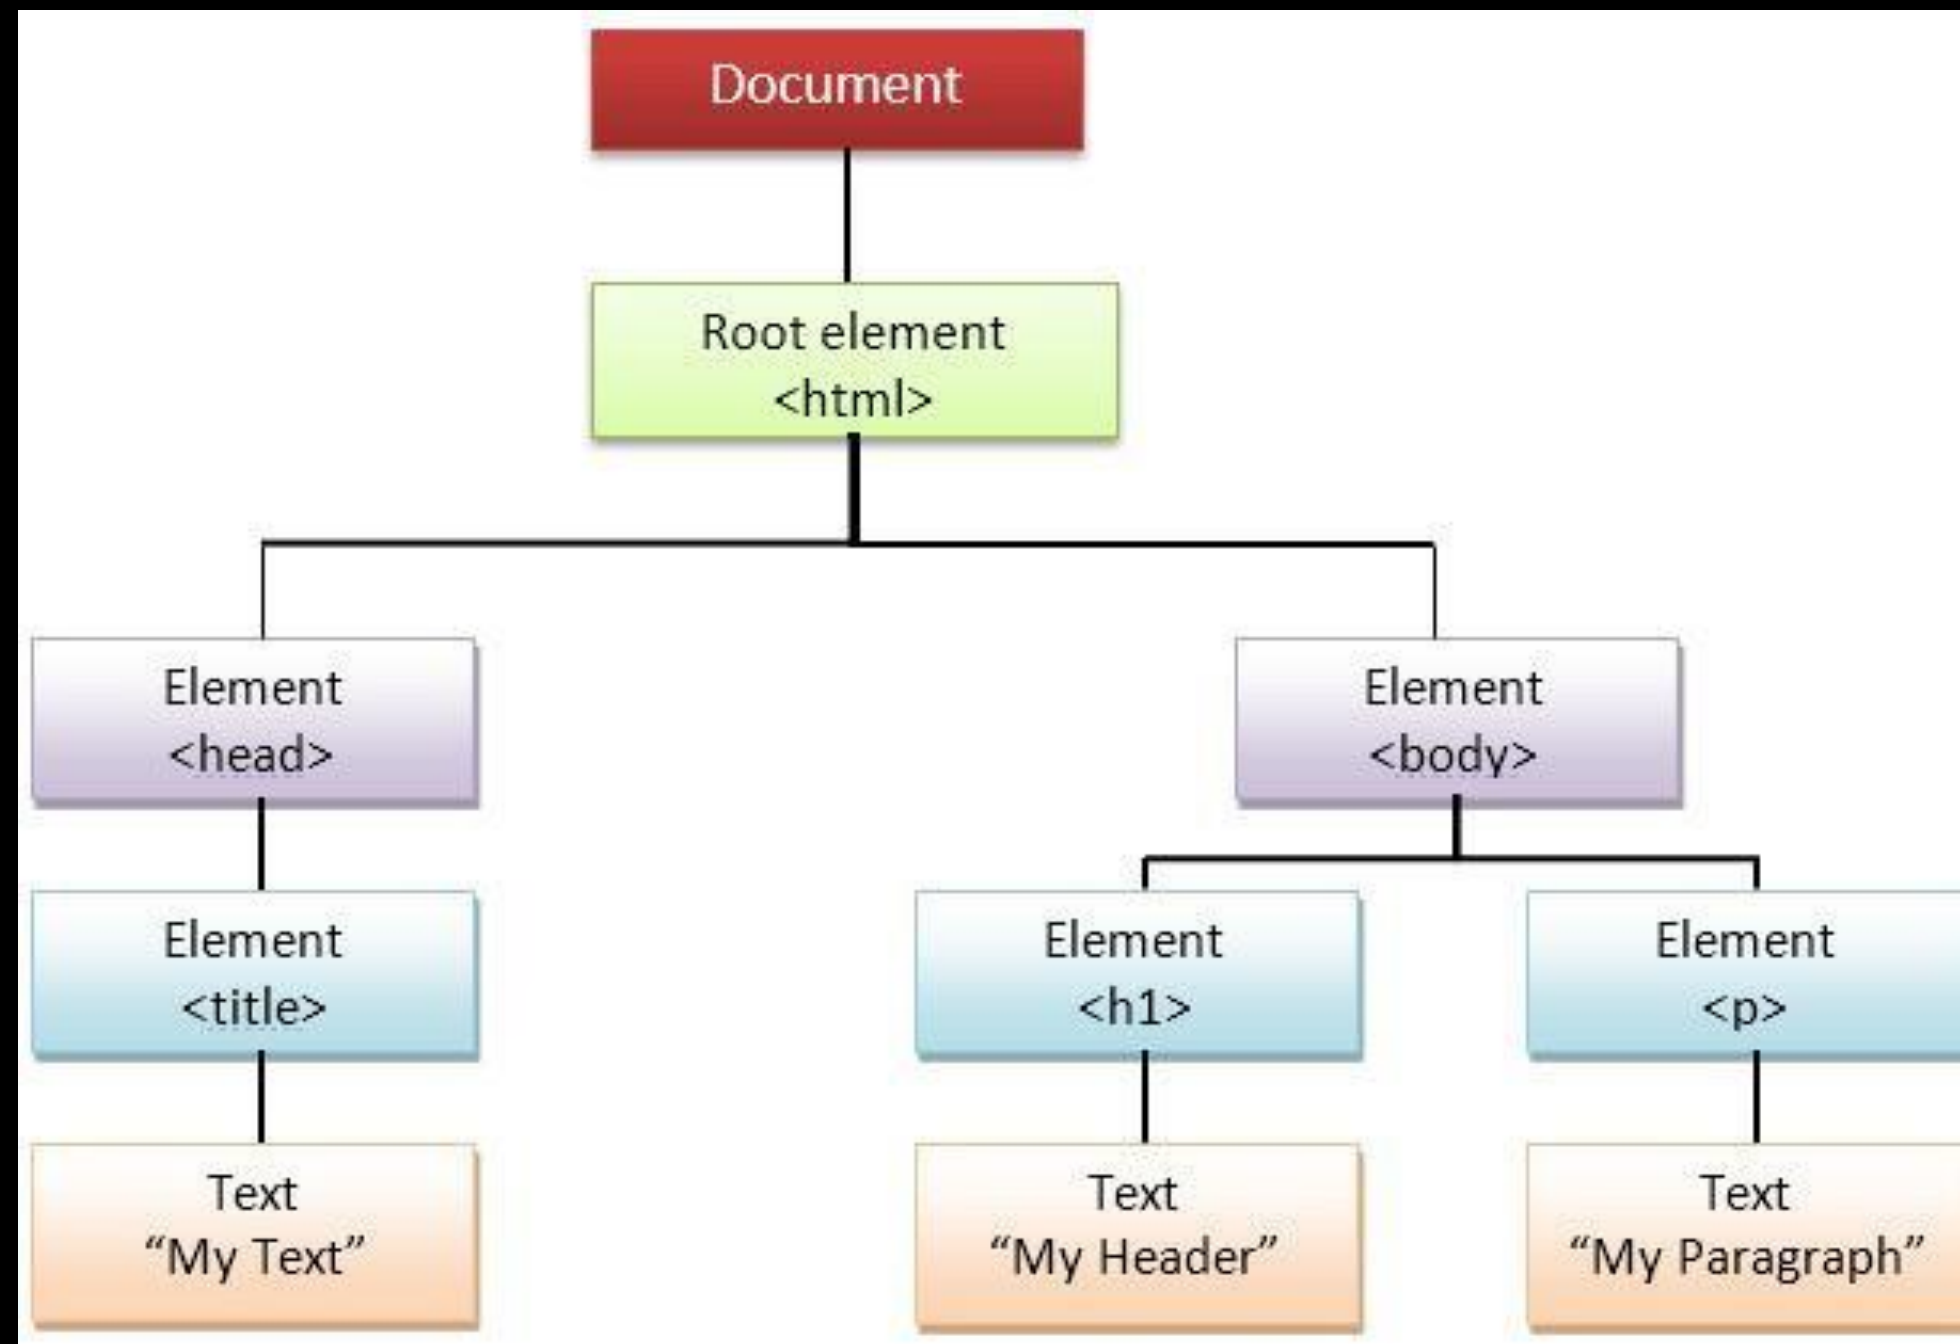 Document
Root element
<html>
Element
<head>
Element
<body>
Element
<title>
Element
<h1>
Element
<p>
Text
“My Text”
Text
“My Header”
Text
“My Paragraph”